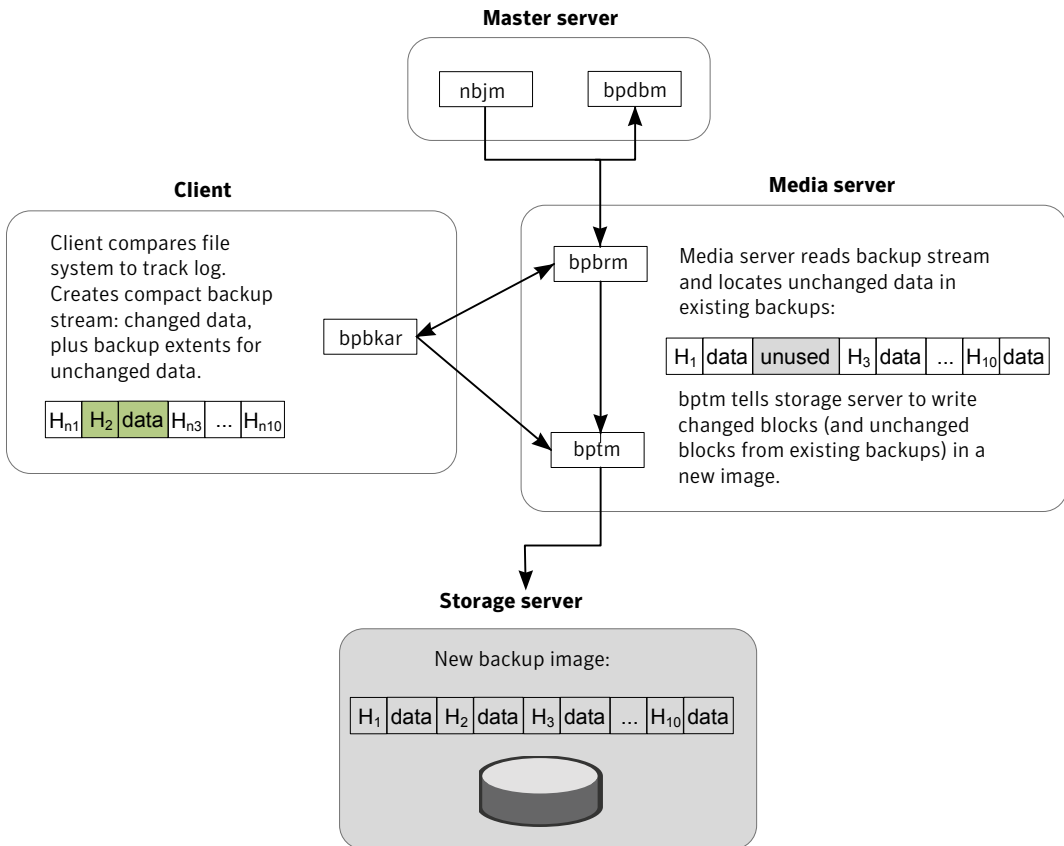 Master server
nbjm
bpdbm
Client
Client compares file
system to track log.
Creates compact backup
stream: changed data,
plus backup extents for
unchanged data.
Hn1 H2 data Hn3 ... Hn10
bpbkar
Media server
bpbrm
bptm
Media server reads backup stream
and locates unchanged data in
existing backups:
H1 data unused H3 data ... H10 data
bptm tells storage server to write
changed blocks (and unchanged
blocks from existing backups) in a
new image.
Storage server
New backup image:
H1 data H2 data H3 data ... H10 data